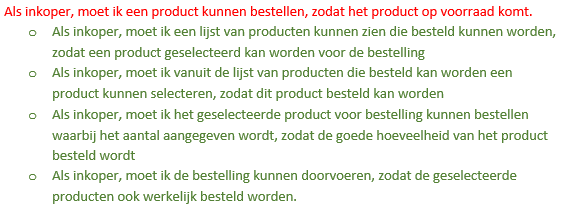 Als inkoper, moet ik een product kunnen bestellen, zodat het product op voorraad komt.
o Als inkoper, moet ik een lijst van producten kunnen zien die besteld kunnen worden,
zodat een product geselecteerd kan worden voor de bestelling
o Als inkoper, moet ik vanuit de lijst van producten die besteld kan worden een
product kunnen selecteren, zodat dit product besteld kan worden
o Als inkoper, moet ik het geselecteerde product voor bestelling kunnen bestellen
waarbij het aantal aangegeven wordt, zodat de goede hoeveelheid van het product
besteld wordt
o Als inkoper, moet ik de bestelling kunnen doorvoeren, zodat de geselecteerde
producten ook werkelijk besteld worden.